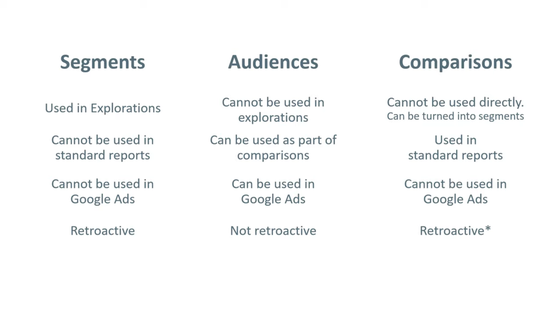 Segments
Audiences
Comparisons
Used in Explorations
Cannot be used in
explorations
Cannot be used directly.
Can be turned into segments
Cannot be used in
standard reports
Can be used as part of
comparisons
Used in
standard reports
Cannot be used in
Google Ads
Can be used in
Google Ads
Cannot be used in
Google Ads
Retroactive
Not retroactive
Retroactive*